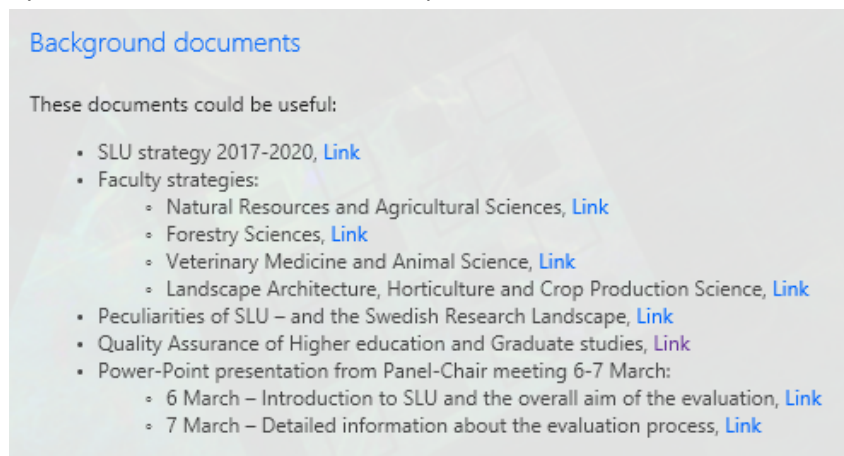 Background documents
These documents could be useful:
• SLU strategy 2017-2020, Link
• Faculty strategies:
◦ Natural Resources and Agricultural Sciences, Link
◦ Forestry Sciences, Link
◦ Veterinary Medicine and Animal Science, Link
◦ Landscape Architecture, Horticulture and Crop Production Science, Link
• Peculiarities of SLU – and the Swedish Research Landscape, Link
• Quality Assurance of Higher education and Graduate studies, Link
• Power-Point presentation from Panel-Chair meeting 6-7 March:
◦ 6 March – Introduction to SLU and the overall aim of the evaluation, Link
◦ 7 March – Detailed information about the evaluation process, Link